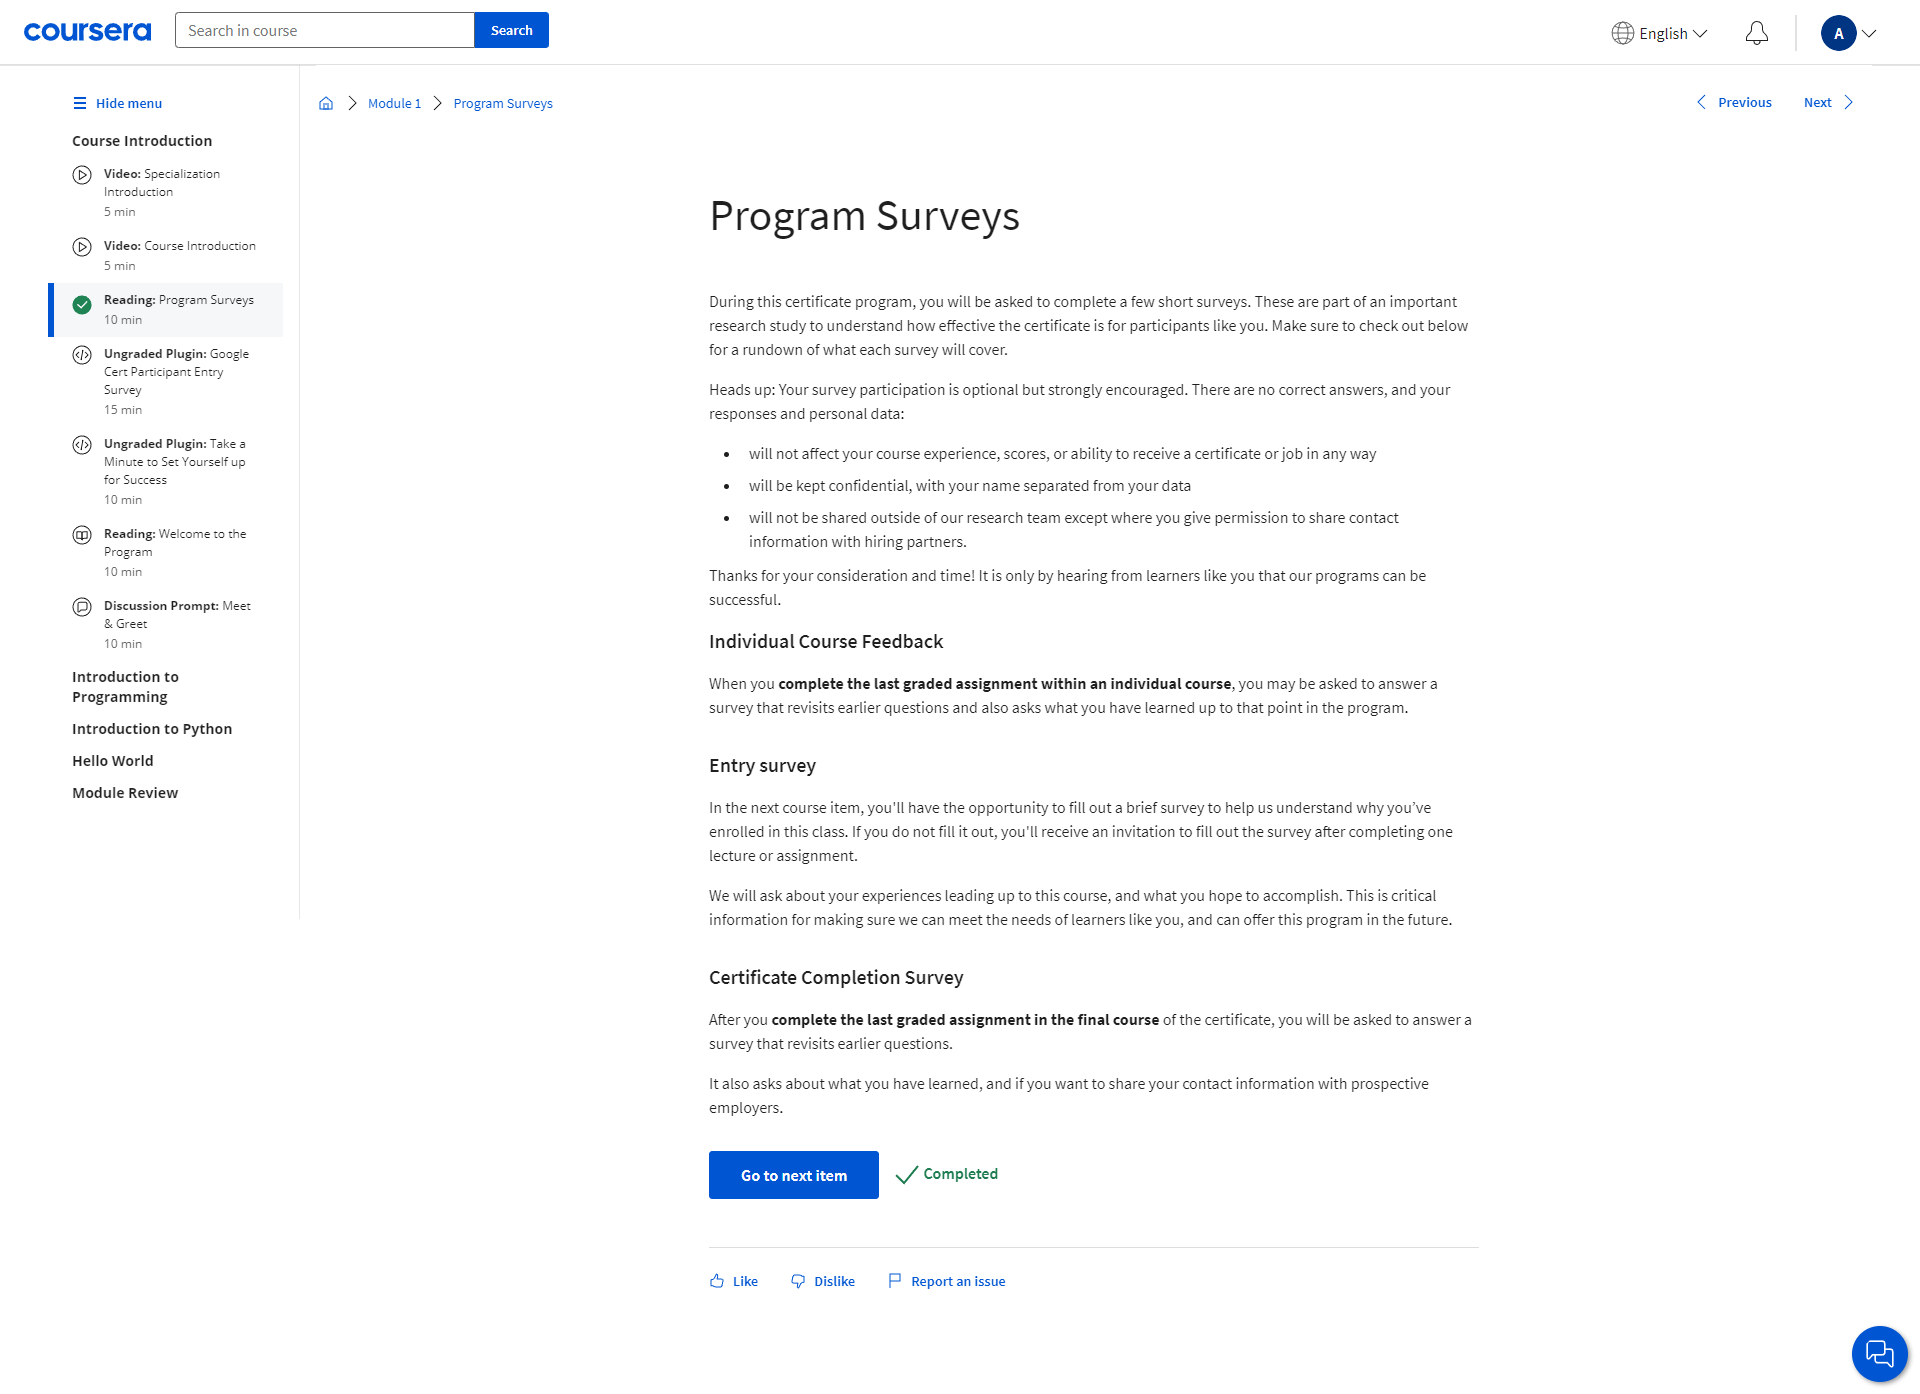 coursera
Search in course
Search
English
A
Hide menu
Course Introduction
Video: Specialization
Introduction
5 min
Video: Course Introduction
5 min
Reading: Program Surveys
10 min
Ungraded Plugin: Google
Cert Participant Entry
Survey
15 min
Ungraded Plugin: Take a
Minute to Set Yourself up
for Success
10 min
Reading: Welcome to the
Program
10 min
Discussion Prompt: Meet
& Greet
10 min
Introduction to
Programming
Introduction to Python
Hello World
Module Review
Module 1
Program Surveys
Previous
Next
Program Surveys
During this certificate program, you will be asked to complete a few short surveys. These are part of an important
research study to understand how effective the certificate is for participants like you. Make sure to check out below
for a rundown of what each survey will cover.
Heads up: Your survey participation is optional but strongly encouraged. There are no correct answers, and your
responses and personal data:
• will not affect your course experience, scores, or ability to receive a certificate or job in any way
• will be kept confidential, with your name separated from your data
• will not be shared outside of our research team except where you give permission to share contact
information with hiring partners.
Thanks for your consideration and time! It is only by hearing from learners like you that our programs can be
successful.
Individual Course Feedback
When you complete the last graded assignment within an individual course, you may be asked to answer a
survey that revisits earlier questions and also asks what you have learned up to that point in the program.
Entry survey
In the next course item, you'll have the opportunity to fill out a brief survey to help us understand why you’ve
enrolled in this class. If you do not fill it out, you'll receive an invitation to fill out the survey after completing one
lecture or assignment.
We will ask about your experiences leading up to this course, and what you hope to accomplish. This is critical
information for making sure we can meet the needs of learners like you, and can offer this program in the future.
Certificate Completion Survey
After you complete the last graded assignment in the final course of the certificate, you will be asked to answer a
survey that revisits earlier questions.
It also asks about what you have learned, and if you want to share your contact information with prospective
employers.
Go to next item
Completed
Like
Dislike
Report an issue